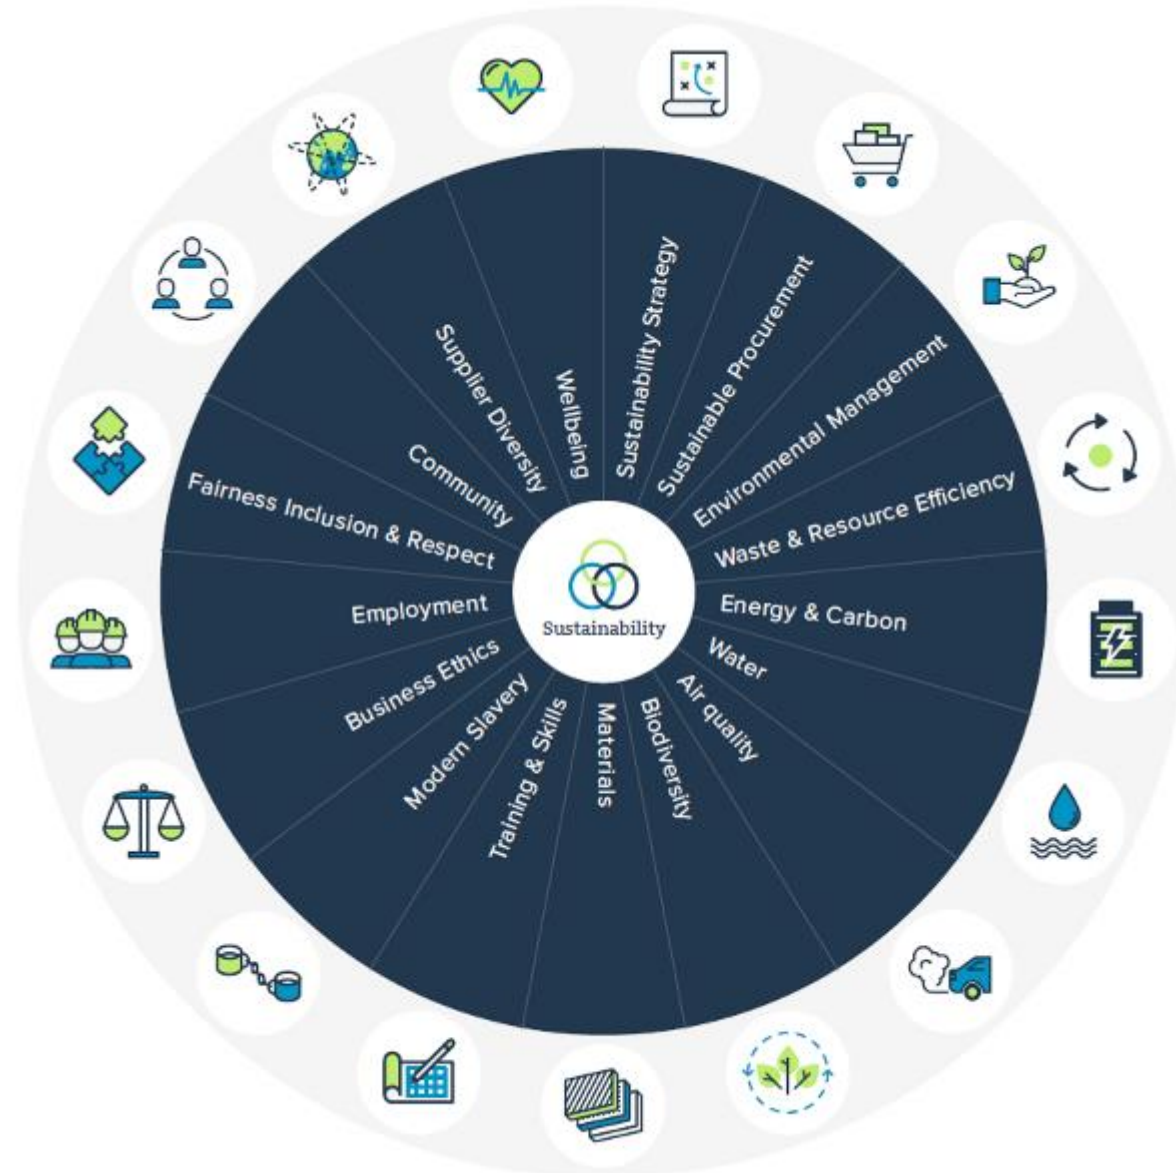 Sustainability Strategy
Sustainable Procurement
Environmental Management
Waste & Resource Efficiency
Energy & Carbon
Water
Air quality
Biodiversity
Materials
Training & Skills
Modern Slavery
Business Ethics
Employment
Fairness Inclusion & Respect
Community
Supplier Diversity
Wellbeing
Sustainability